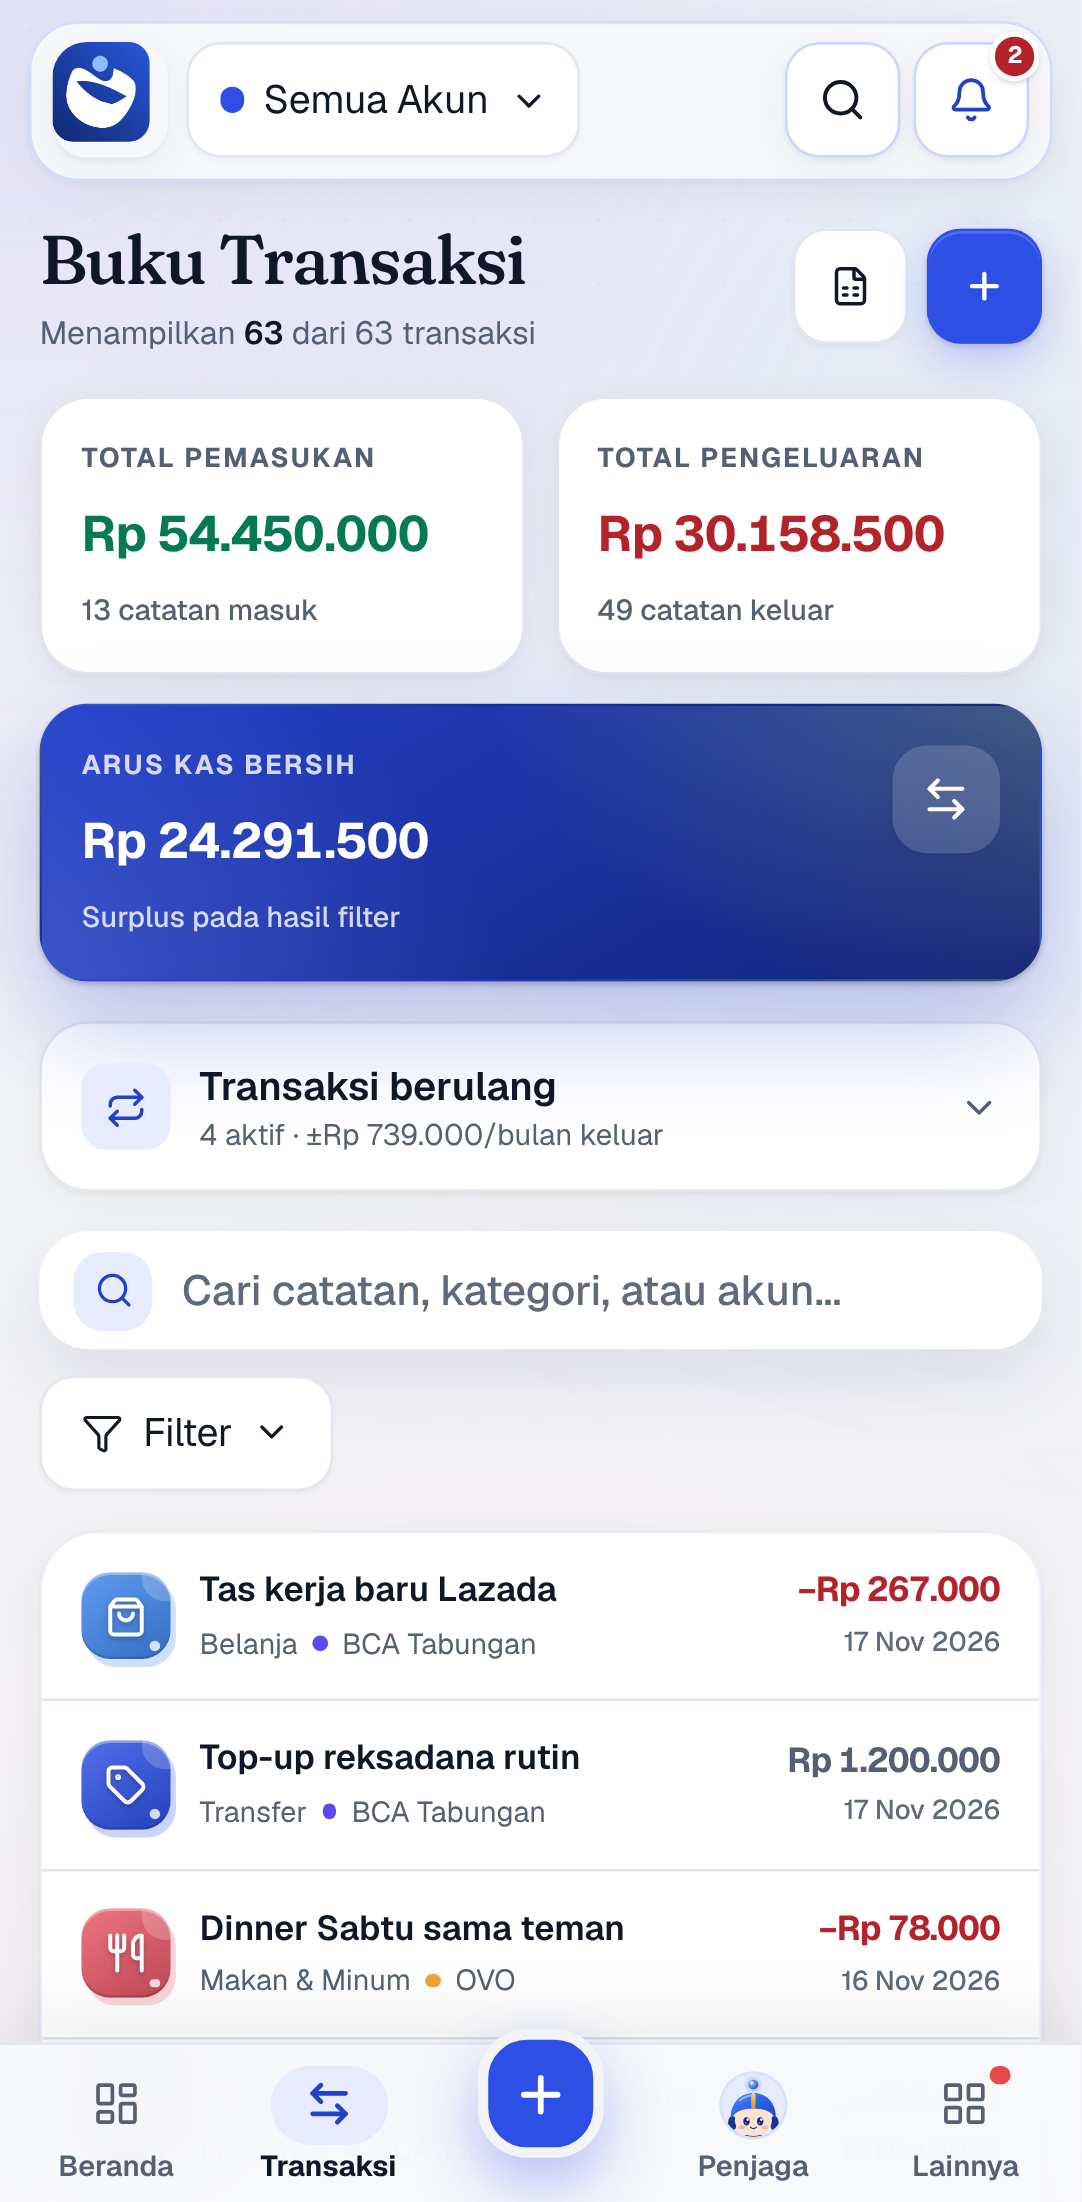 Semua Akun
2
Buku Transaksi
Menampilkan 63 dari 63 transaksi
TOTAL PEMASUKAN
Rp 54.450.000
13 catatan masuk
TOTAL PENGELUARAN
Rp 30.158.500
49 catatan keluar
ARUS KAS BERSIH
Rp 24.291.500
Surplus pada hasil filter
Transaksi berulang
4 aktif · ±Rp 739.000/bulan keluar
Cari catatan, kategori, atau akun...
Filter
Tas kerja baru Lazada
−Rp 267.000
Belanja BCA Tabungan
17 Nov 2026
Top-up reksadana rutin
Rp 1.200.000
Transfer BCA Tabungan
17 Nov 2026
Dinner Sabtu sama teman
−Rp 78.000
Makan & Minum OVO
16 Nov 2026
Beranda
Transaksi
Penjaga
Lainnya